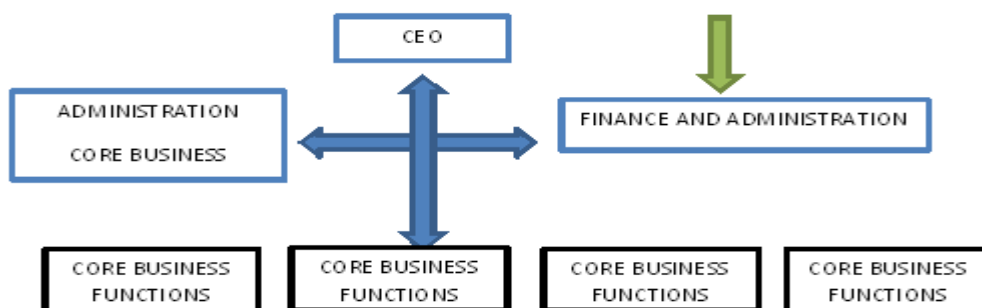 CEO
ADMINISTRATION
CORE BUSINESS
FINANCE AND ADMINISTRATION
CORE BUSINESS
FUNCTIONS
CORE BUSINESS
FUNCTIONS
CORE BUSINESS
FUNCTIONS
CORE BUSINESS
FUNCTIONS